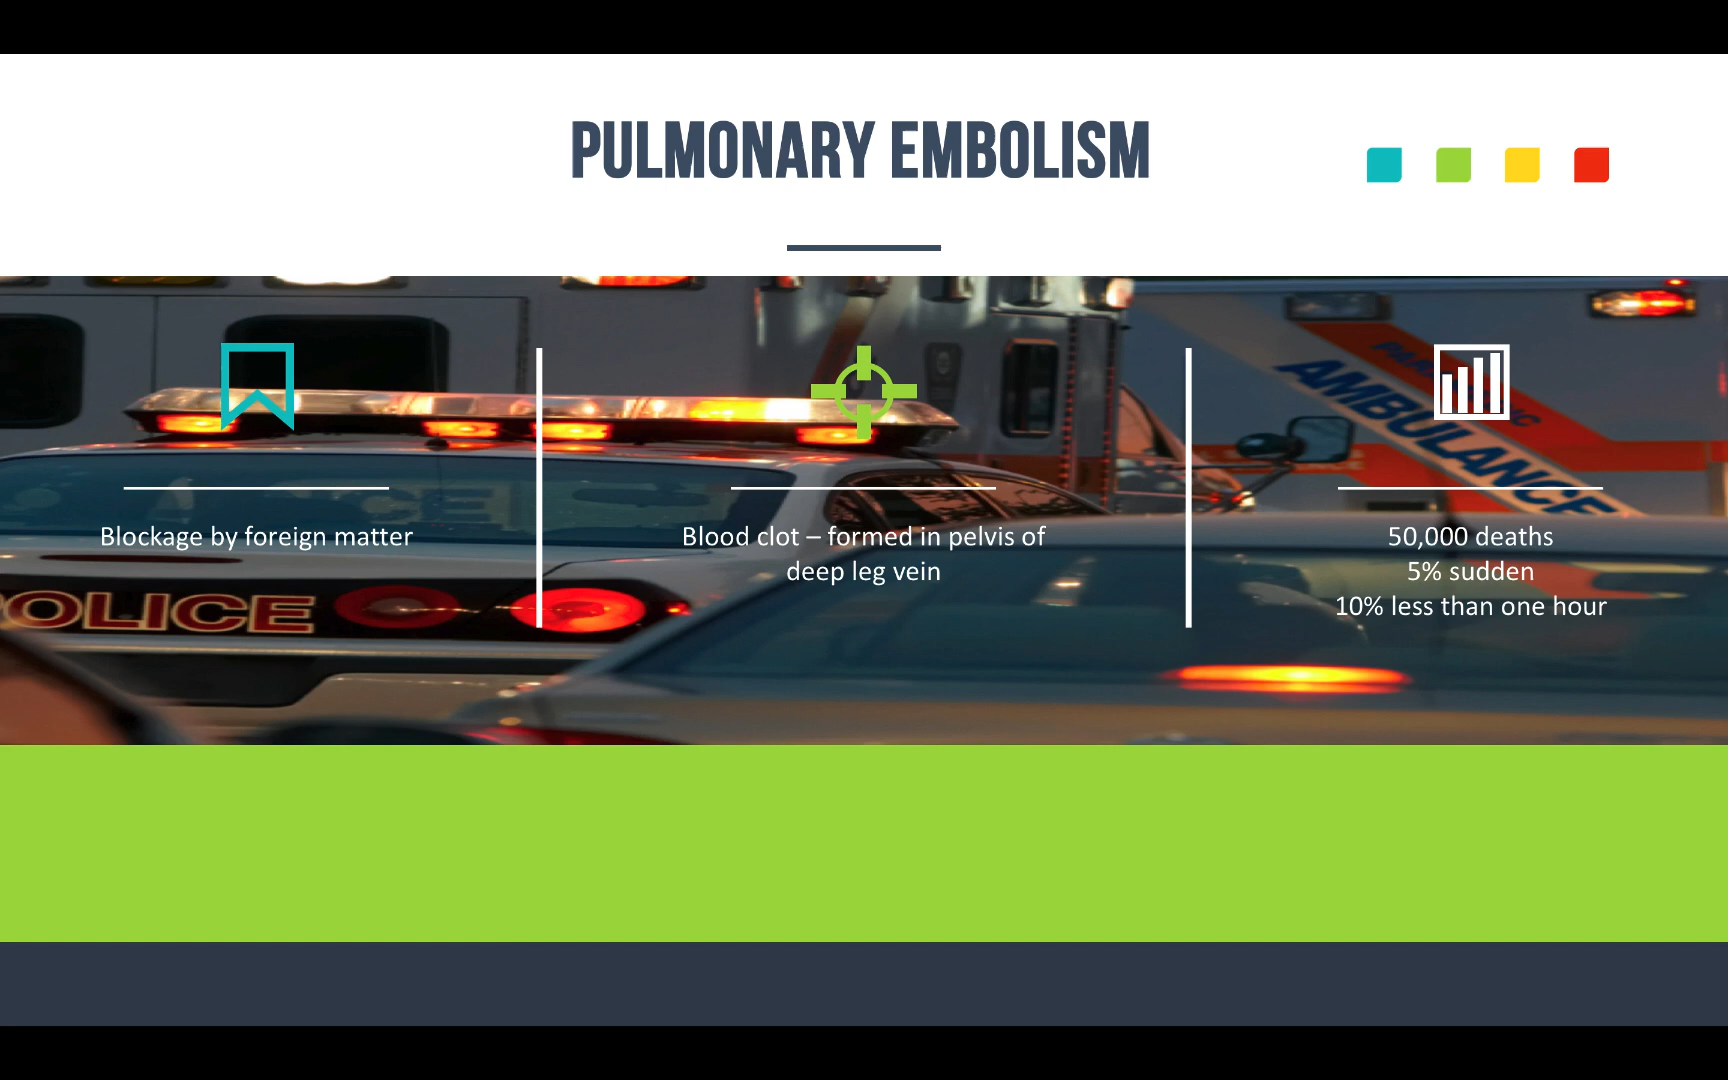 PULMONARY EMBOLISM
Blockage by foreign matter
Blood clot – formed in pelvis of
deep leg vein
50,000 deaths
5% sudden
10% less than one hour
AMBULANCE
OLICE